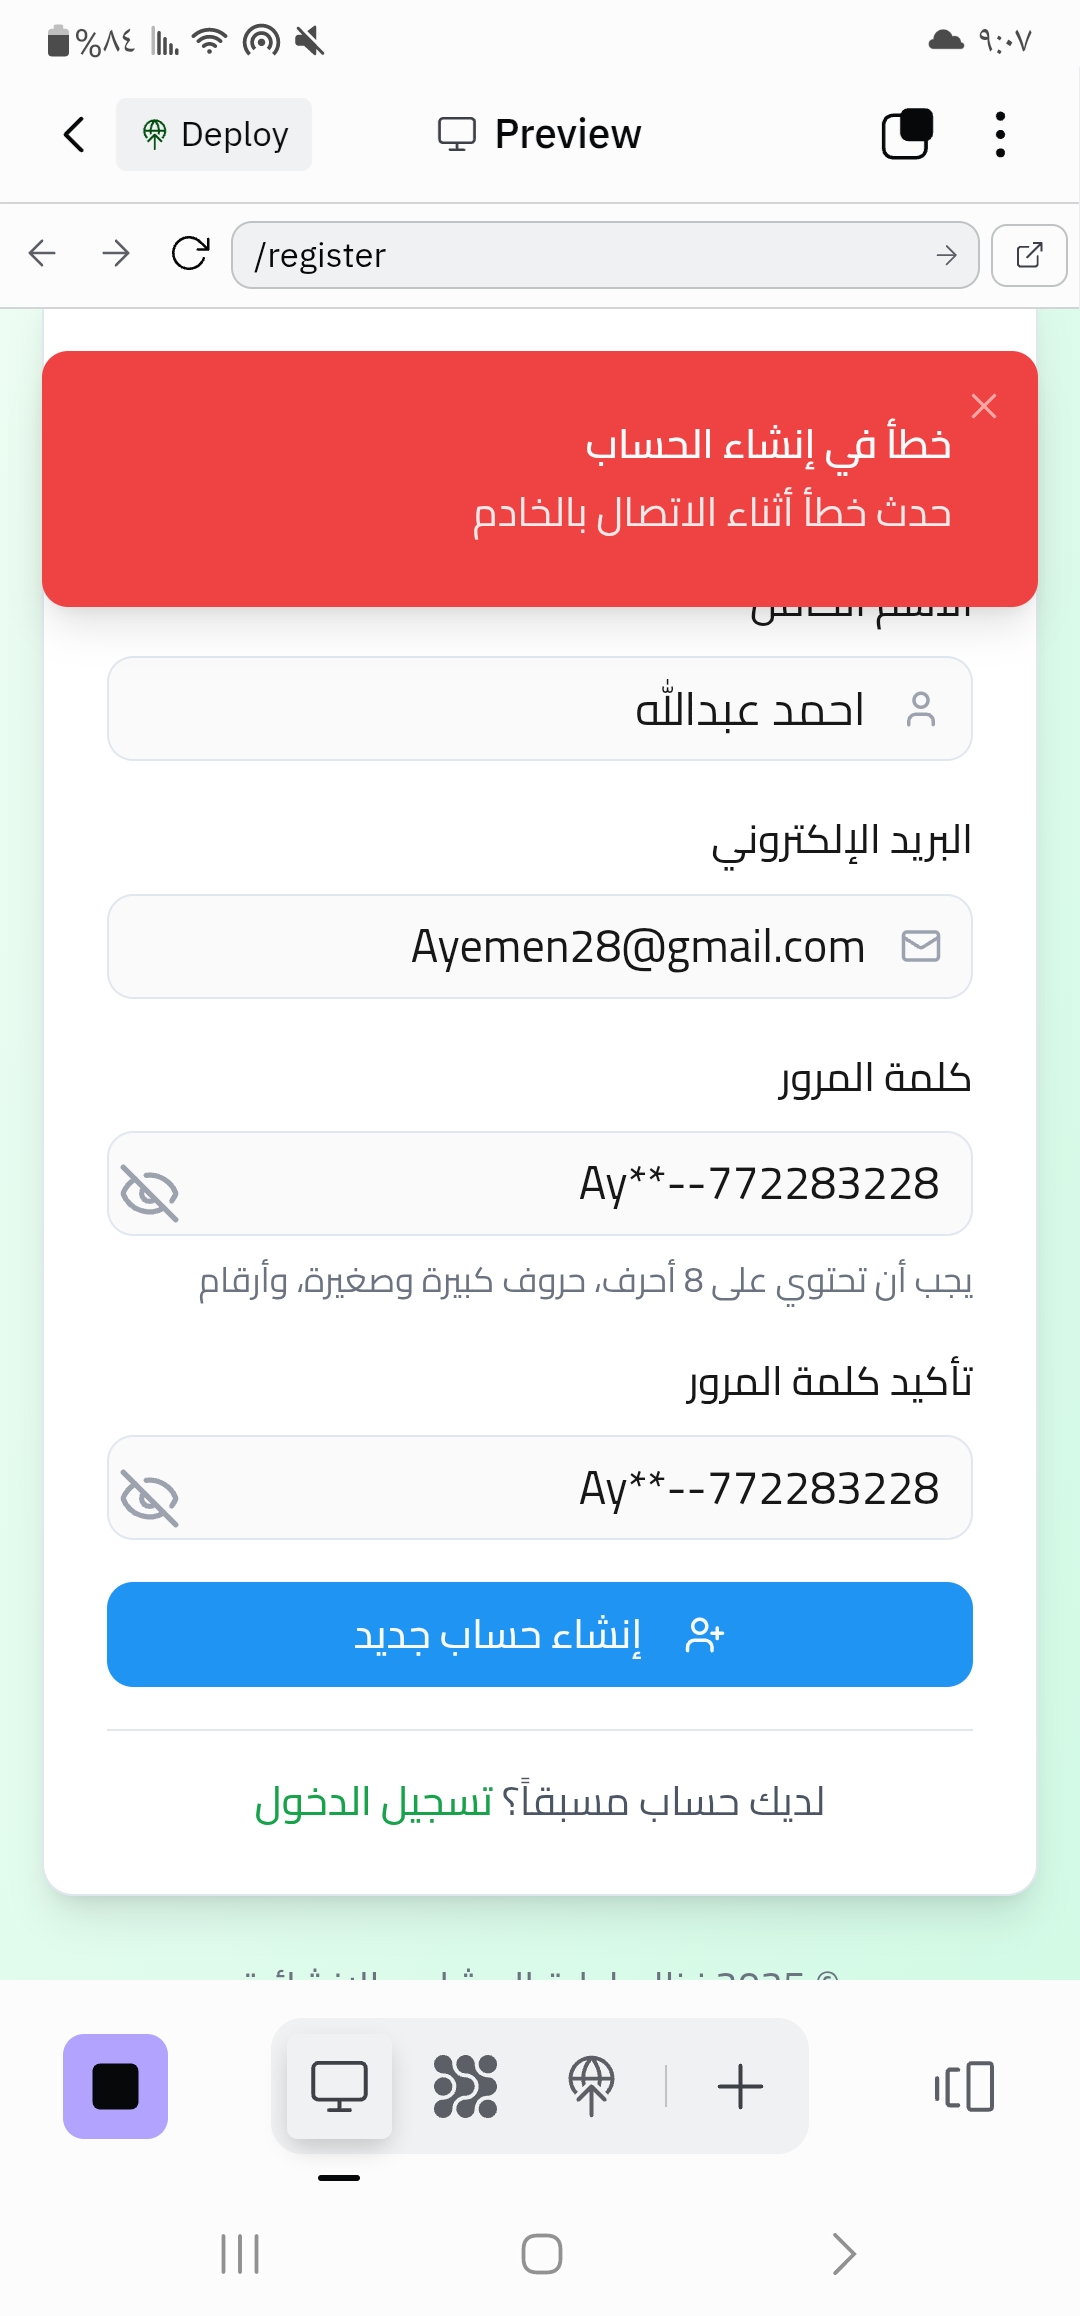 %٨٤
٩:٠٧
Deploy
Preview
/register
خطأ في إنشاء الحساب
حدث خطأ أثناء الاتصال بالخادم
احمد عبدالله
البريد الإلكتروني
Ayemen28@gmail.com
كلمة المرور
Ay**--772283228
يجب أن تحتوي على 8 أحرف، حروف كبيرة وصغيرة، وأرقام
تأكيد كلمة المرور
Ay**--772283228
إنشاء حساب جديد
لديك حساب مسبقاً؟ تسجيل الدخول
© 2025